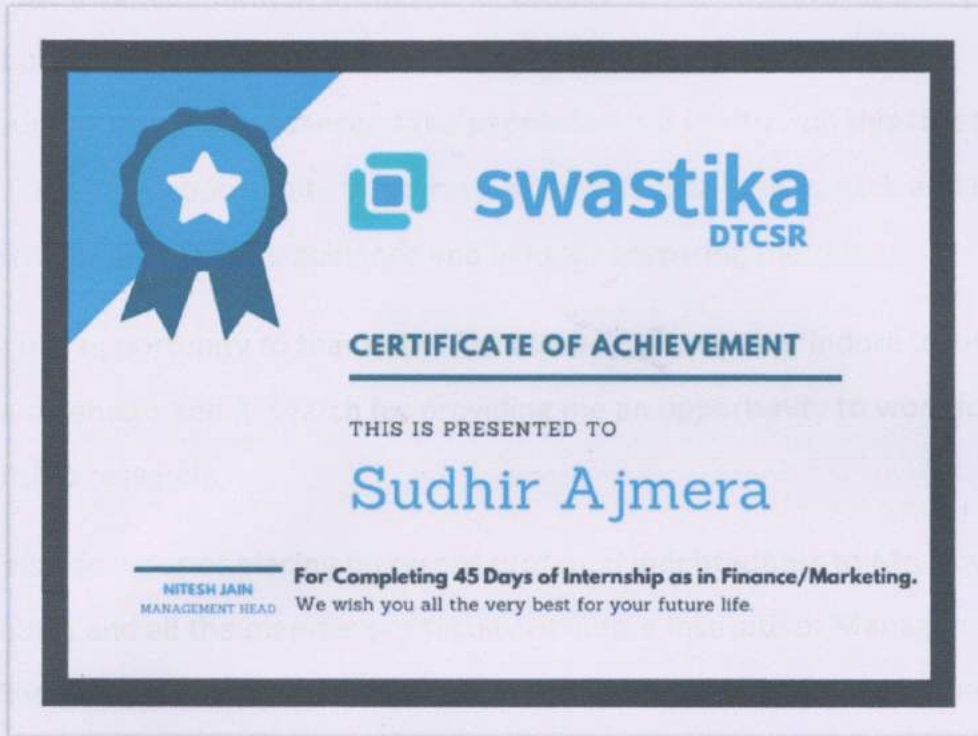 swastika
DTCSR
CERTIFICATE OF ACHIEVEMENT
THIS IS PRESENTED TO
Sudhir Ajmera
For Completing 45 Days of Internship as in Finance/Marketing.
We wish you all the very best for your future life.
NITESH JAIN
MANAGEMENT HEAD